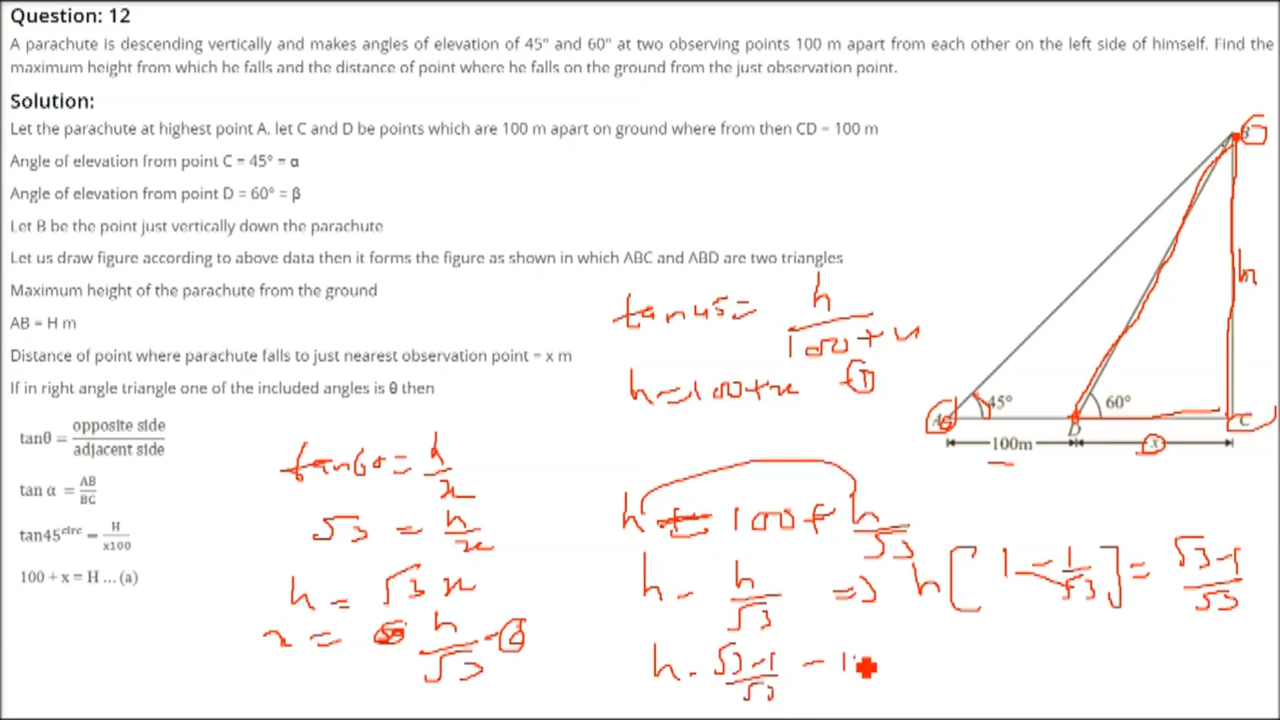 Question: 12
A parachute is descending vertically and makes angles of elevation of 45° and 60° at two observing points 100 m apart from each other on the left side of himself. Find the
maximum height from which he falls and the distance of point where he falls on the ground from the just observation point.
Solution:
Let the parachute at highest point A. let C and D be points which are 100 m apart on ground where from then CD = 100 m
Angle of elevation from point C = 45° = α
Angle of elevation from point D = 60° = β
Let B be the point just vertically down the parachute
Let us draw figure according to above data then it forms the figure as shown in which ABC and ABD are two triangles
Maximum height of the parachute from the ground
AB = H m
Distance of point where parachute falls to just nearest observation point = x m
If in right angle triangle one of the included angles is θ then
tanθ = opposite side / adjacent side
tan α = AB / BC
tan45^circ = H / x100
100 + x = H ... (a)
tan60 = h / x
√3 = h / x
h = √3 x
x = h / √3 - ②
tan45 = h / 100 + x
h = 100 + x ①
h = 100 + h / √3
h - h / √3 => h [ 1 - 1 / √3 ] = √3 - 1 / √3
h · √3 - 1 / √3 = 1
B
h
A 45° D 60° C
100m x